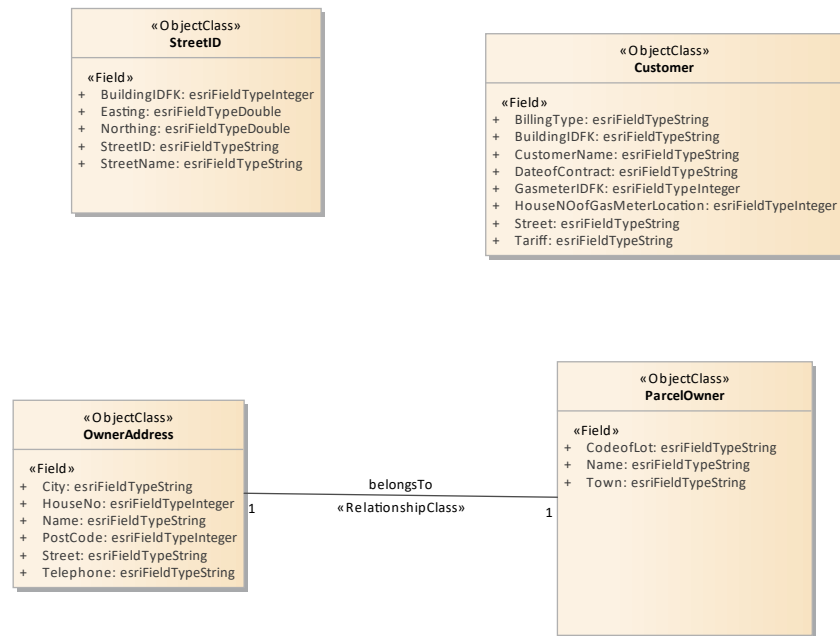 «ObjectClass»
StreetID
«Field»
+ BuildingIDFK: esriFieldTypeInteger
+ Easting: esriFieldTypeDouble
+ Northing: esriFieldTypeDouble
+ StreetID: esriFieldTypeString
+ StreetName: esriFieldTypeString
«ObjectClass»
Customer
«Field»
+ BillingType: esriFieldTypeString
+ BuildingIDFK: esriFieldTypeString
+ CustomerName: esriFieldTypeString
+ DateofContract: esriFieldTypeString
+ GasmeterIDFK: esriFieldTypeInteger
+ HouseNOofGasMeterLocation: esriFieldTypeInteger
+ Street: esriFieldTypeString
+ Tariff: esriFieldTypeString
«ObjectClass»
OwnerAddress
«Field»
+ City: esriFieldTypeString
+ HouseNo: esriFieldTypeInteger
+ Name: esriFieldTypeString
+ PostCode: esriFieldTypeInteger
+ Street: esriFieldTypeString
+ Telephone: esriFieldTypeString
belongsTo
1
«RelationshipClass»
1
«ObjectClass»
ParcelOwner
«Field»
+ CodeofLot: esriFieldTypeString
+ Name: esriFieldTypeString
+ Town: esriFieldTypeString